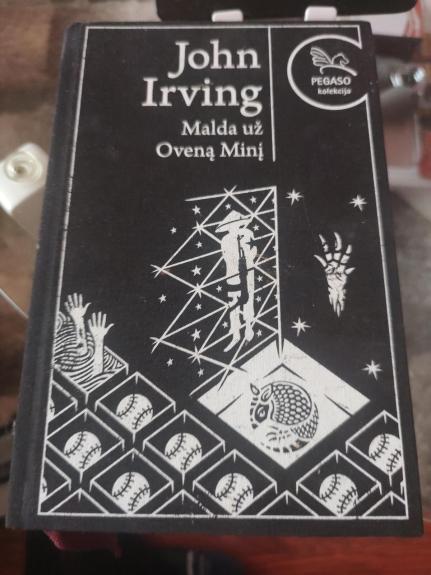 John
Irving
Malda už
Oveną Minį
PEGASO
kolekcija